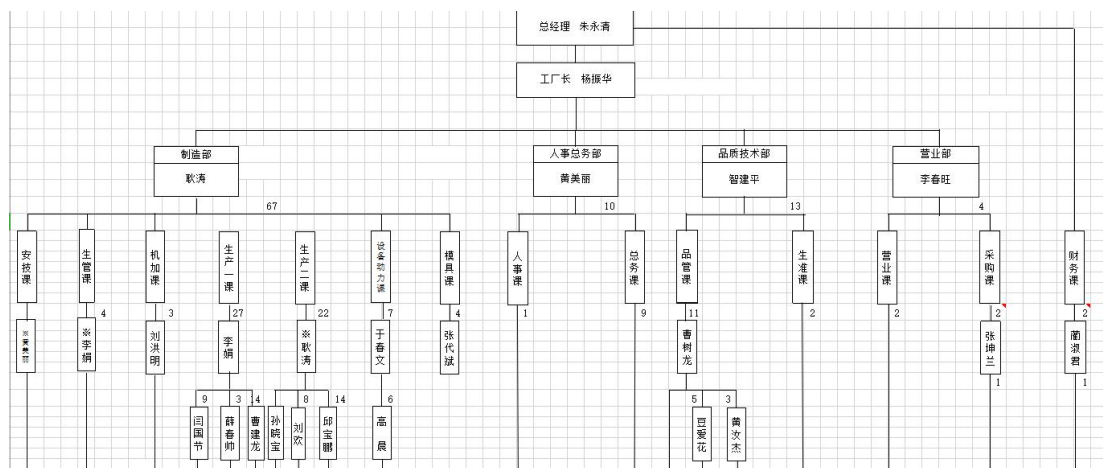 总经理 朱永清
工厂长 杨振华
制造部
耿涛
人事总务部
黄美丽
品质技术部
智建平
营业部
李春旺
67
10
13
4
安技课
生管课
机加课
生产一课
生产二课
设备动力课
模具课
人事课
总务课
品管课
生准课
营业课
采购课
财务课
4
3
27
22
7
4
1
9
11
2
2
2
2
※黄美丽
※李娟
刘洪明
李娟
※耿涛
于春文
张代斌
曹树龙
张坤兰
蔺淑君
1
1
9
3
14
8
14
6
5
3
闫国节
薛春帅
曹建龙
孙晓宝
刘欢
邱宝鹏
高晨
豆爱花
黄汝杰